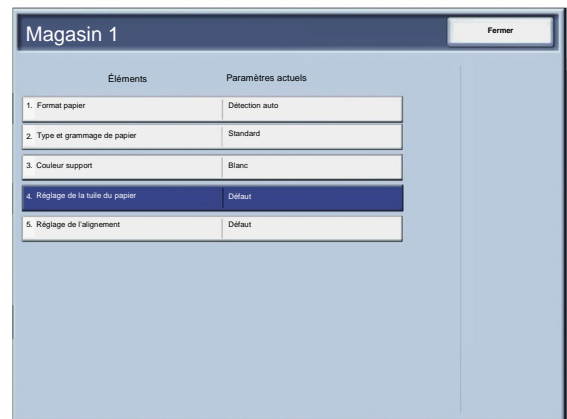 Magasin 1
Fermer
Éléments Paramètres actuels
1. Format papier Détection auto
2. Type et grammage de papier Standard
3. Couleur support Blanc
4. Réglage de la tuile du papier Défaut
5. Réglage de l'alignement Défaut